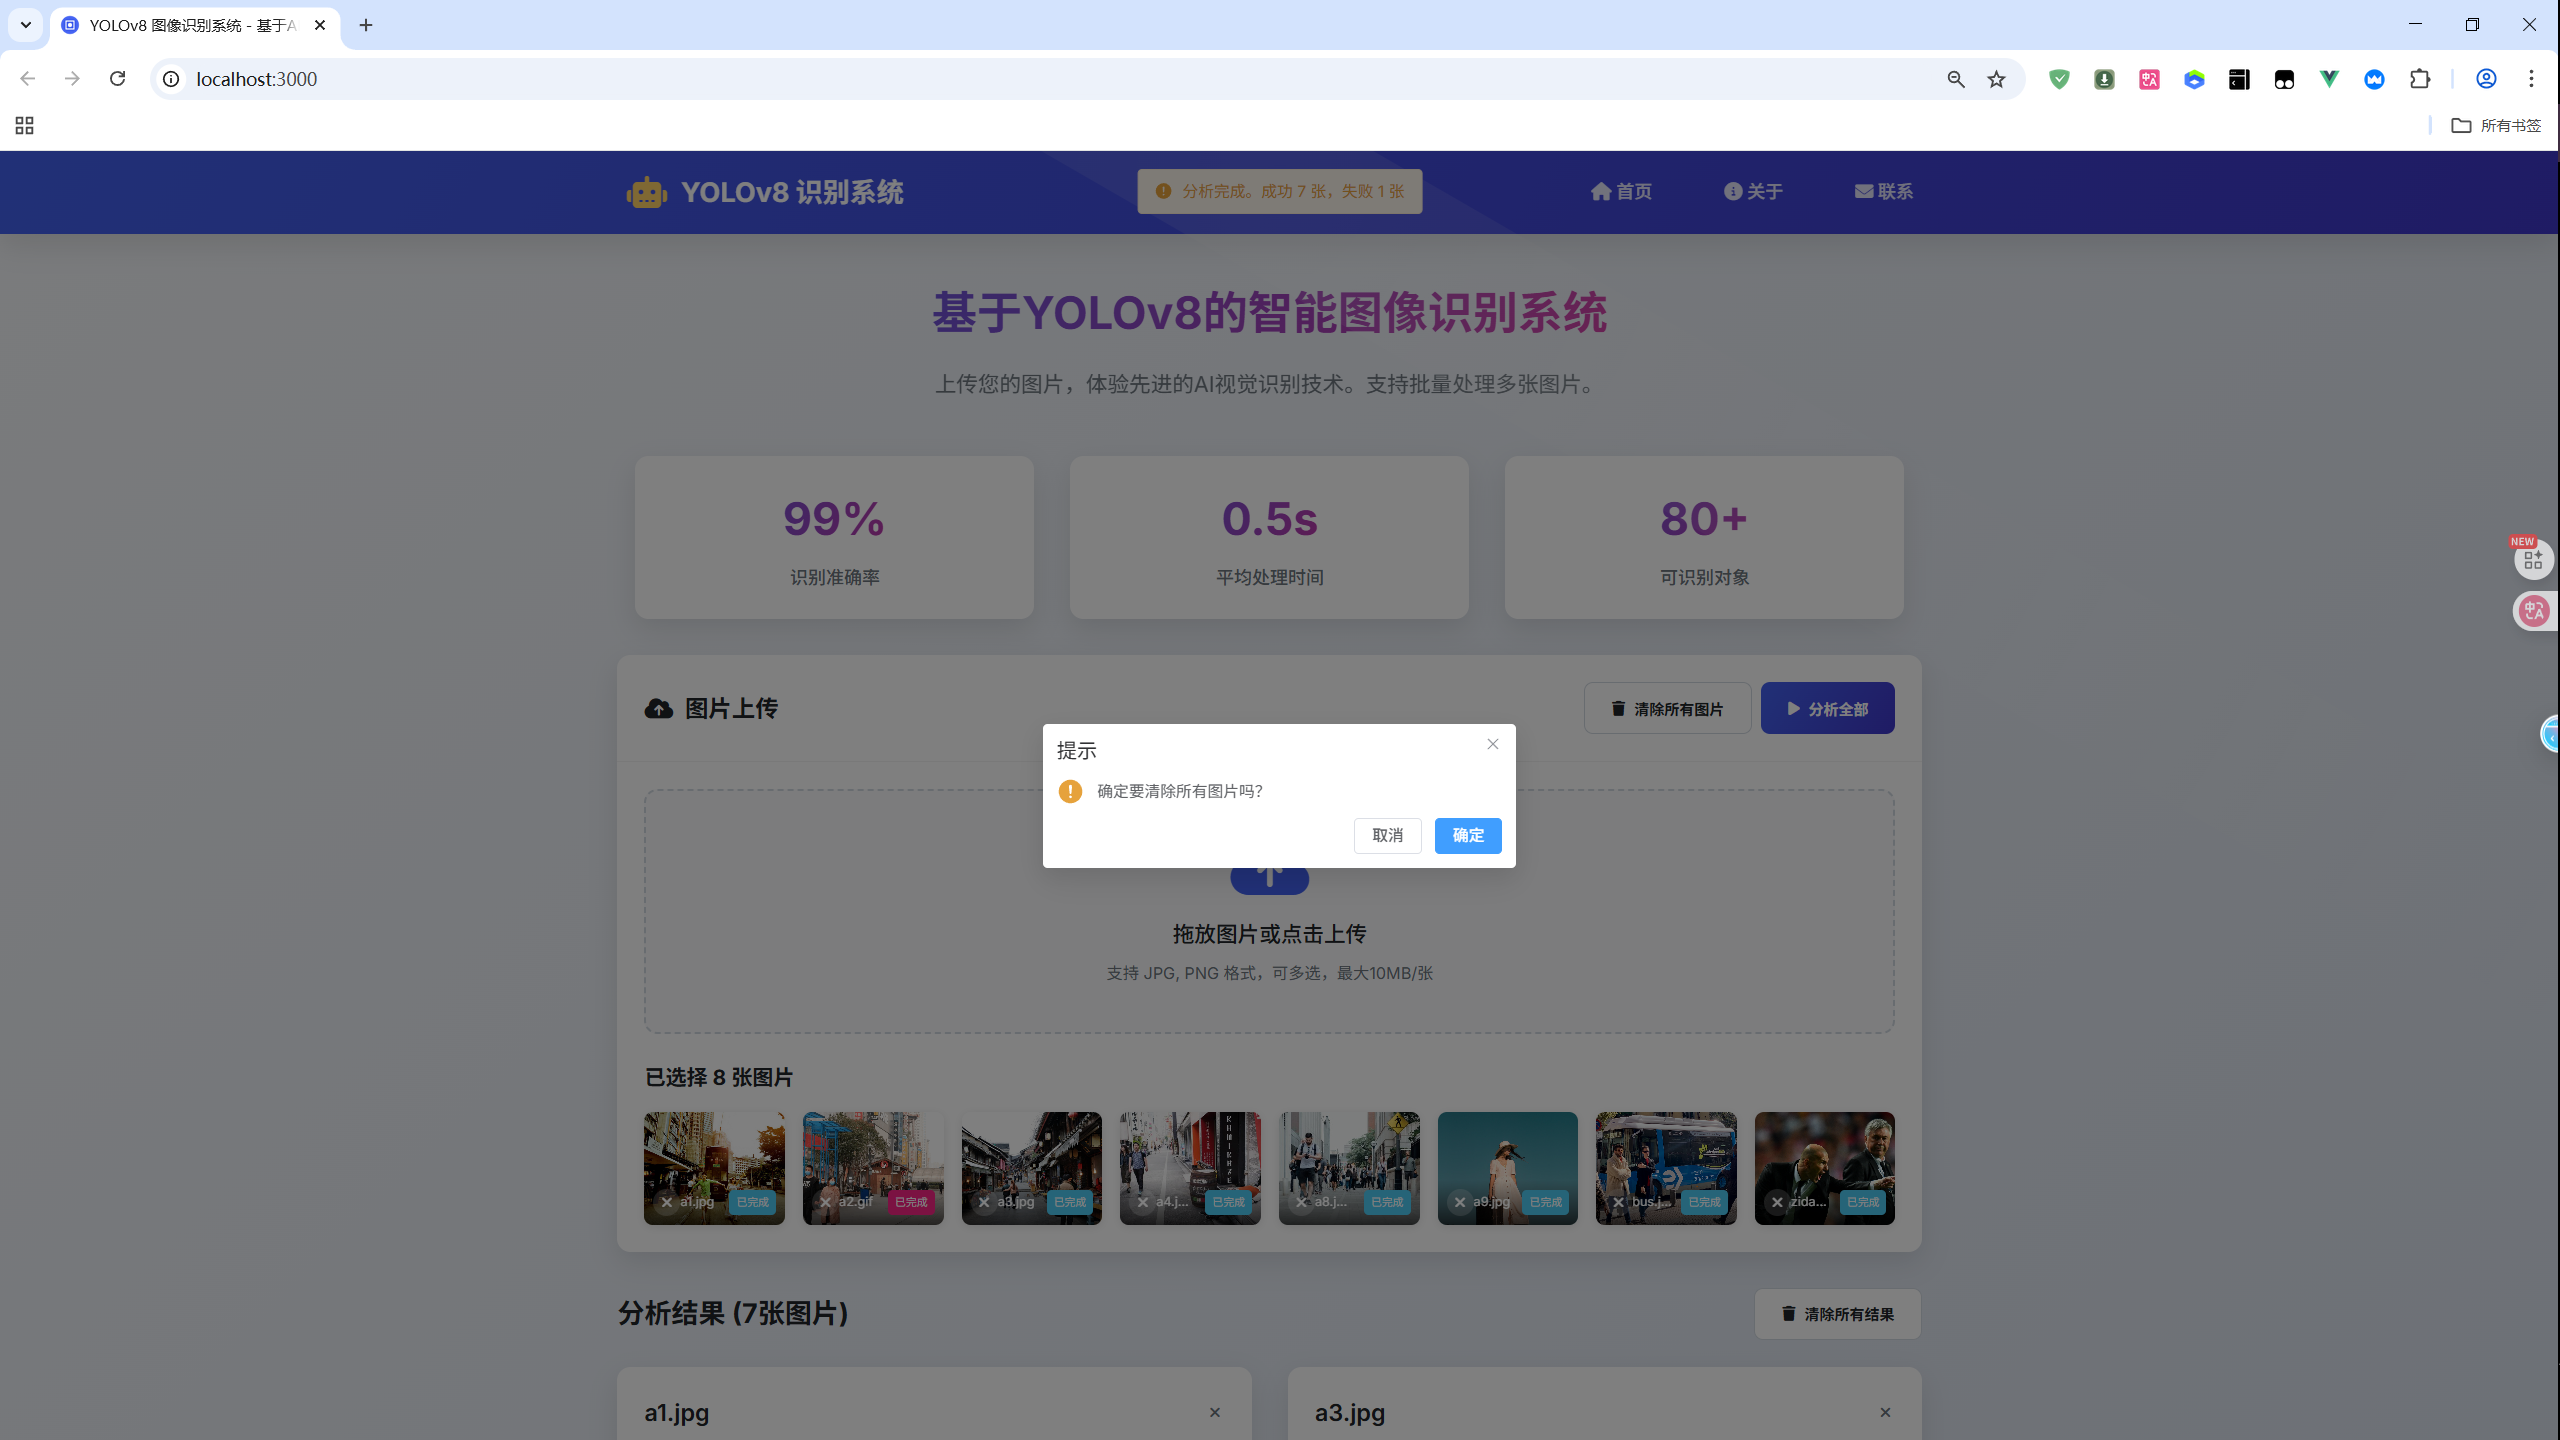 YOLOv8 图像识别系统 - 基于A
localhost:3000
所有书签
YOLOv8 识别系统
分析完成。成功 7 张，失败 1 张
首页
关于
联系
基于YOLOv8的智能图像识别系统
上传您的图片，体验先进的AI视觉识别技术。支持批量处理多张图片。
99%
识别准确率
0.5s
平均处理时间
80+
可识别对象
NEW
图片上传
清除所有图片
分析全部
提示
确定要清除所有图片吗？
取消
确定
拖放图片或点击上传
支持 JPG, PNG 格式，可多选，最大10MB/张
已选择 8 张图片
a1.jpg 已完成
a2.gif 已完成
a3.jpg 已完成
a4.j... 已完成
a8.j... 已完成
a9.jpg 已完成
bus.j... 已完成
zida... 已完成
分析结果 (7张图片)
清除所有结果
a1.jpg
a3.jpg